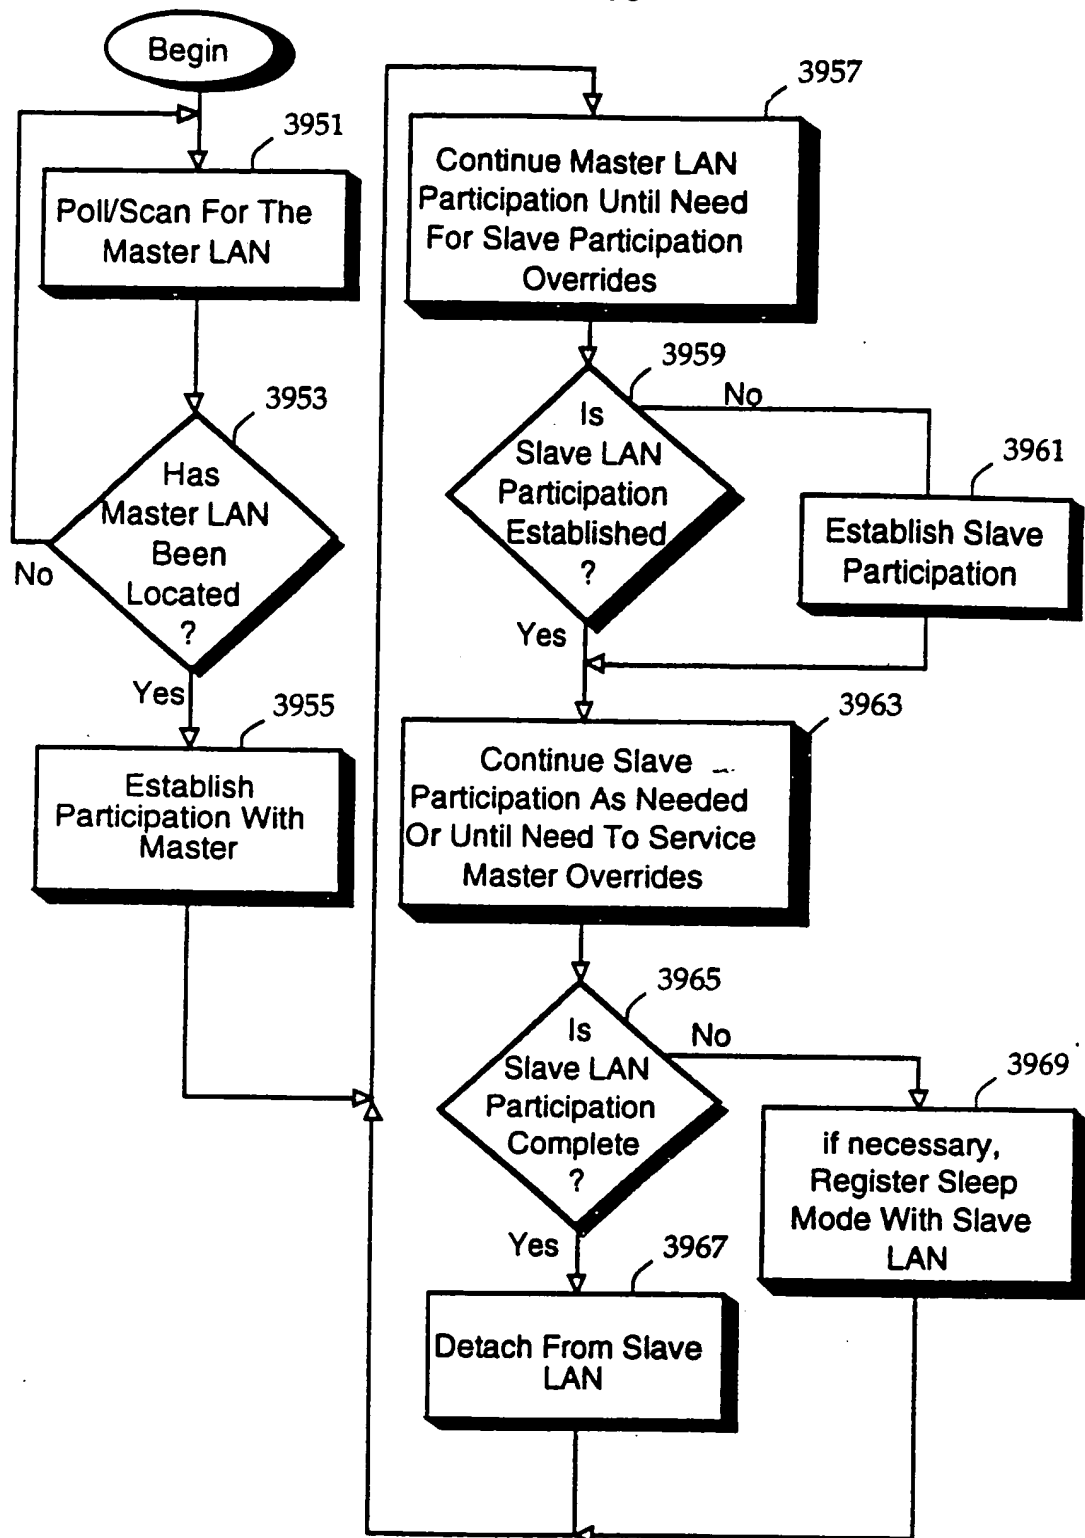 Begin
3951
Poll/Scan For The
Master LAN
3953
Has
Master LAN
Been
Located
?
No
Yes
3955
Establish
Participation With
Master
3957
Continue Master LAN
Participation Until Need
For Slave Participation
Overrides
3959
Is
Slave LAN
Participation
Established
?
No
3961
Establish Slave
Participation
Yes
3963
Continue Slave
Participation As Needed
Or Until Need To Service
Master Overrides
3965
Is
Slave LAN
Participation
Complete
?
No
3969
if necessary,
Register Sleep
Mode With Slave
LAN
Yes
3967
Detach From Slave
LAN